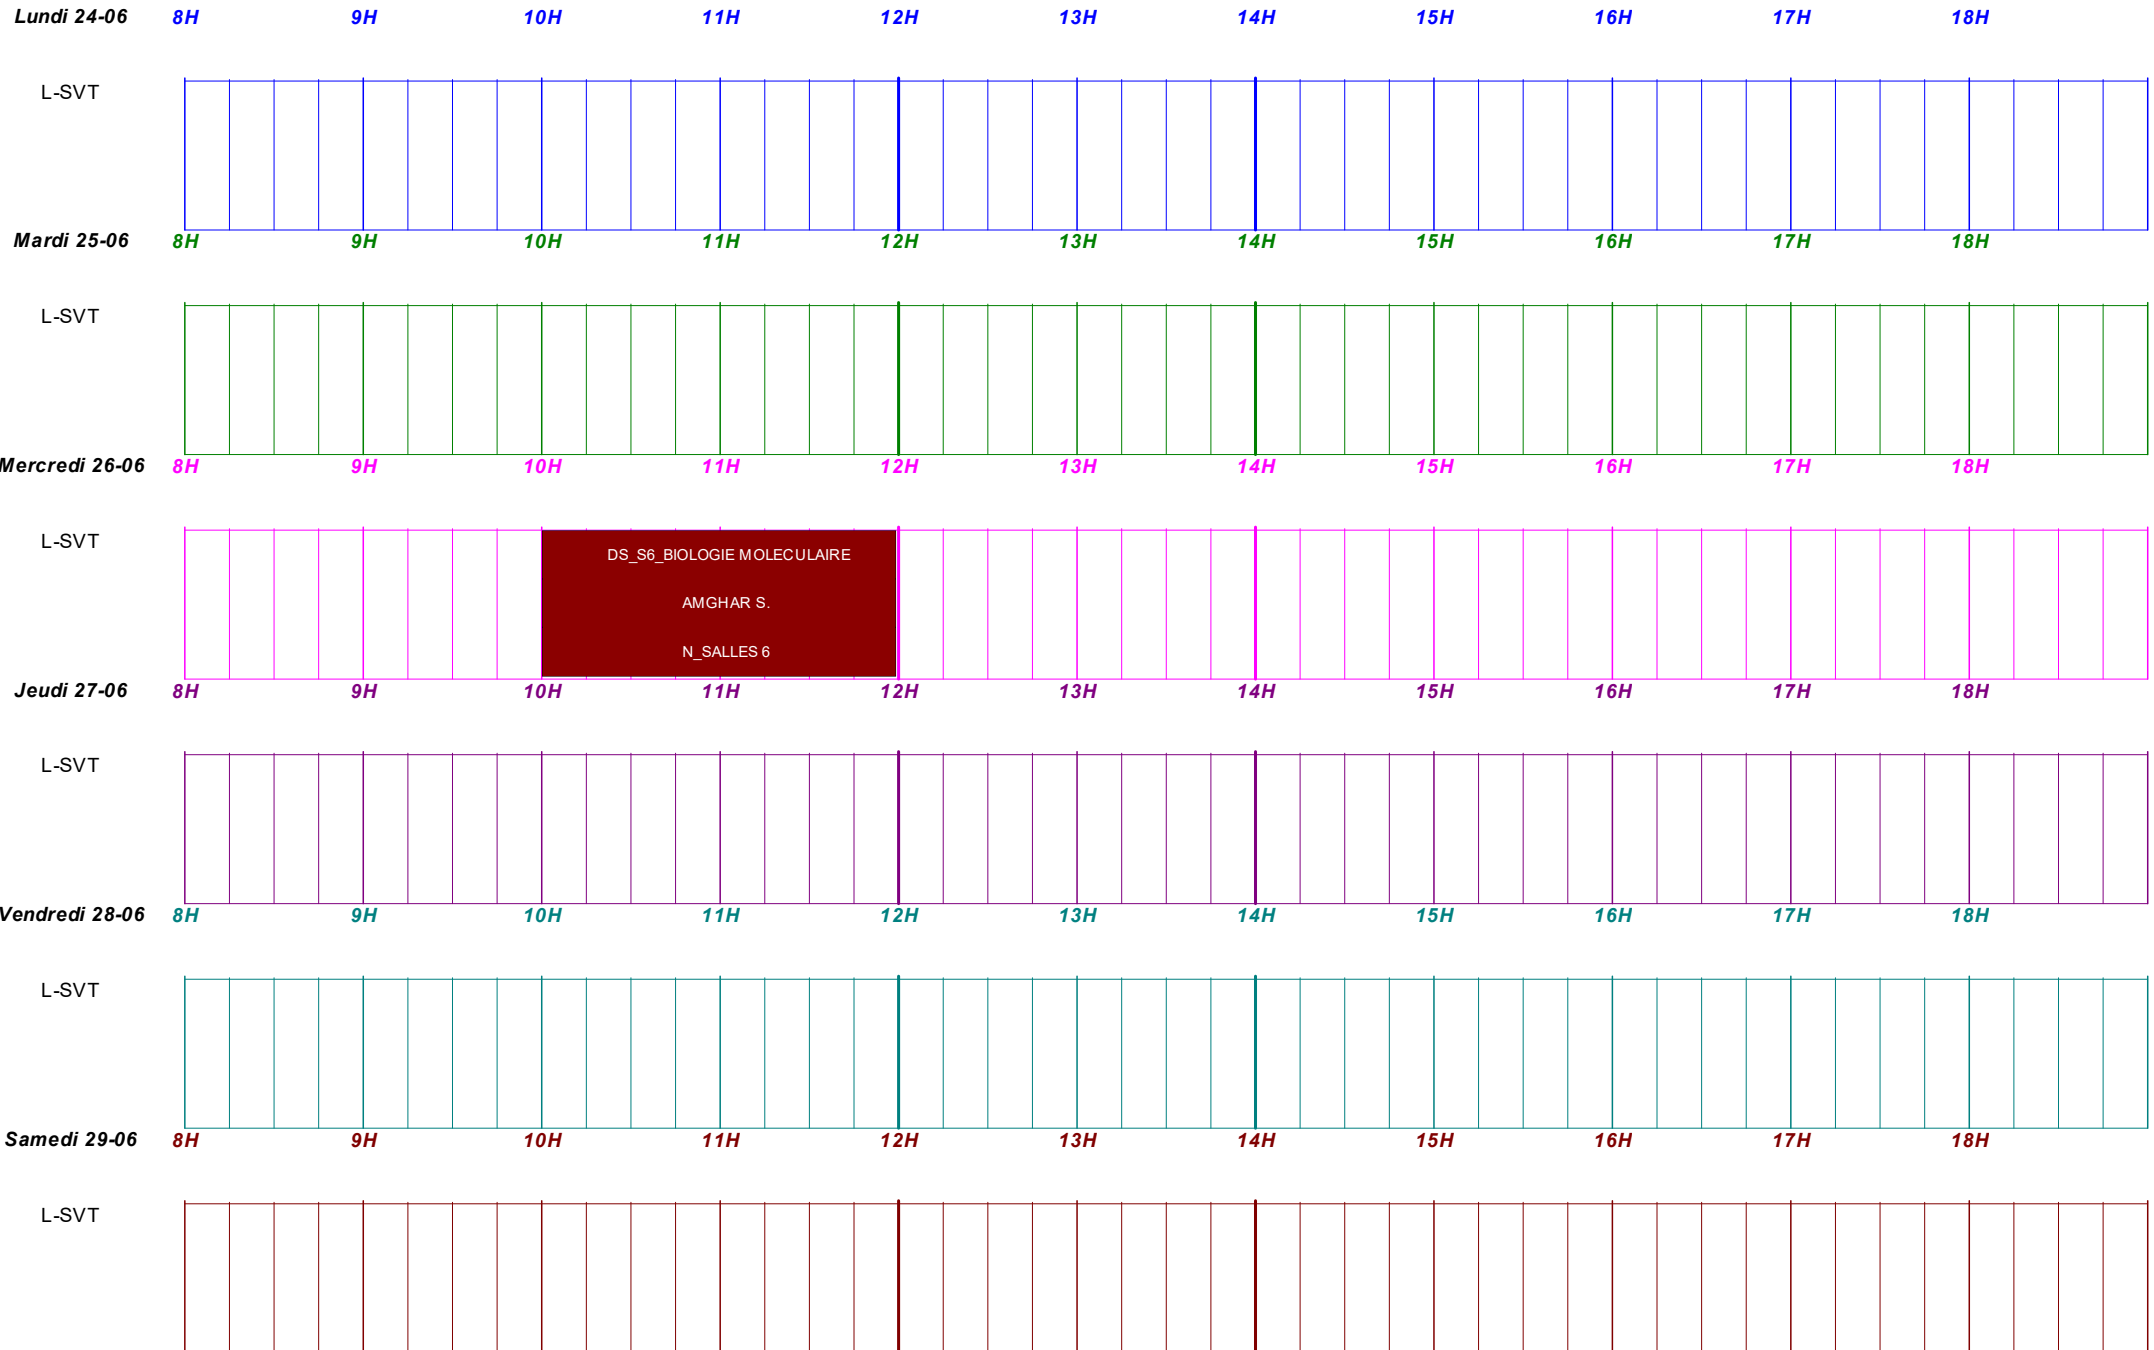 Lundi 24-06 8H 9H 10H 11H 12H 13H 14H 15H 16H 17H 18H
L-SVT
Mardi 25-06 8H 9H 10H 11H 12H 13H 14H 15H 16H 17H 18H
L-SVT
Mercredi 26-06 8H 9H 10H 11H 12H 13H 14H 15H 16H 17H 18H
L-SVT
DS_S6_BIOLOGIE MOLECULAIRE
AMGHAR S.
N_SALLES 6
Jeudi 27-06 8H 9H 10H 11H 12H 13H 14H 15H 16H 17H 18H
L-SVT
Vendredi 28-06 8H 9H 10H 11H 12H 13H 14H 15H 16H 17H 18H
L-SVT
Samedi 29-06 8H 9H 10H 11H 12H 13H 14H 15H 16H 17H 18H
L-SVT